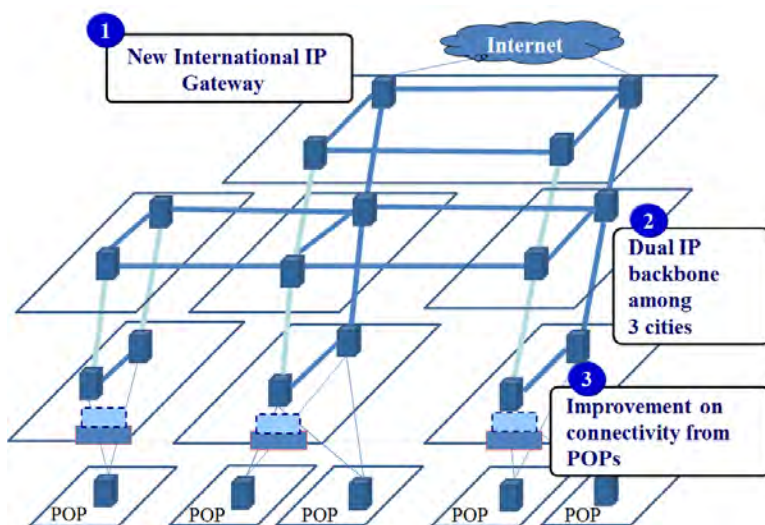 1
New International IP
Gateway
Internet
2
Dual IP
backbone
among
3 cities
3
Improvement on
connectivity from
POPs
POP
POP
POP
POP
POP